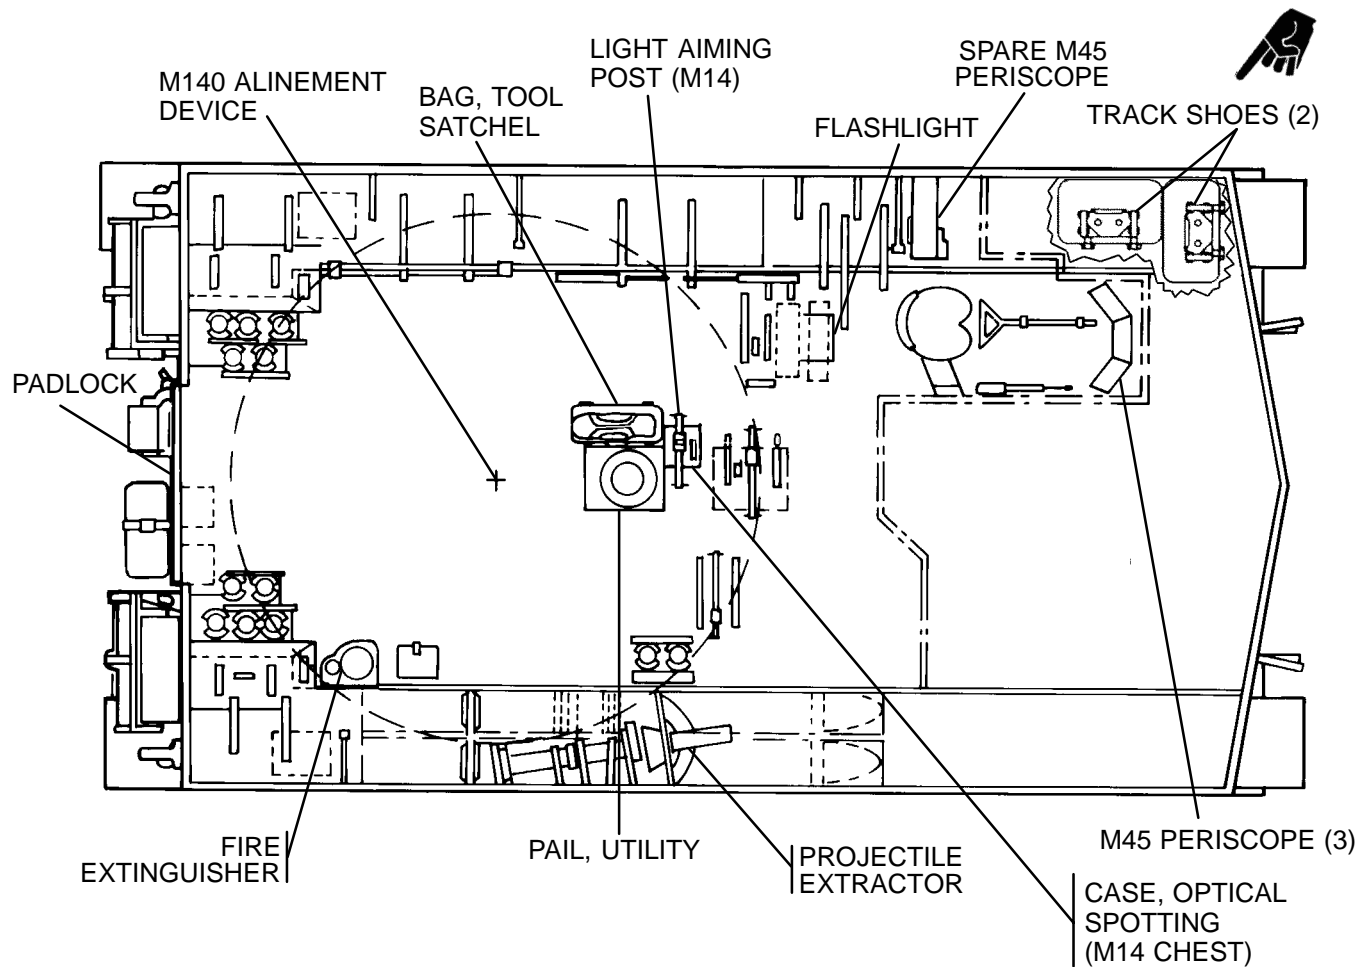 LIGHT AIMING
POST (M14)
SPARE M45
PERISCOPE
M140 ALINEMENT
DEVICE
BAG, TOOL
SATCHEL
FLASHLIGHT
TRACK SHOES (2)
PADLOCK
FIRE
EXTINGUISHER
PAIL, UTILITY
PROJECTILE
EXTRACTOR
M45 PERISCOPE (3)
CASE, OPTICAL
SPOTTING
(M14 CHEST)